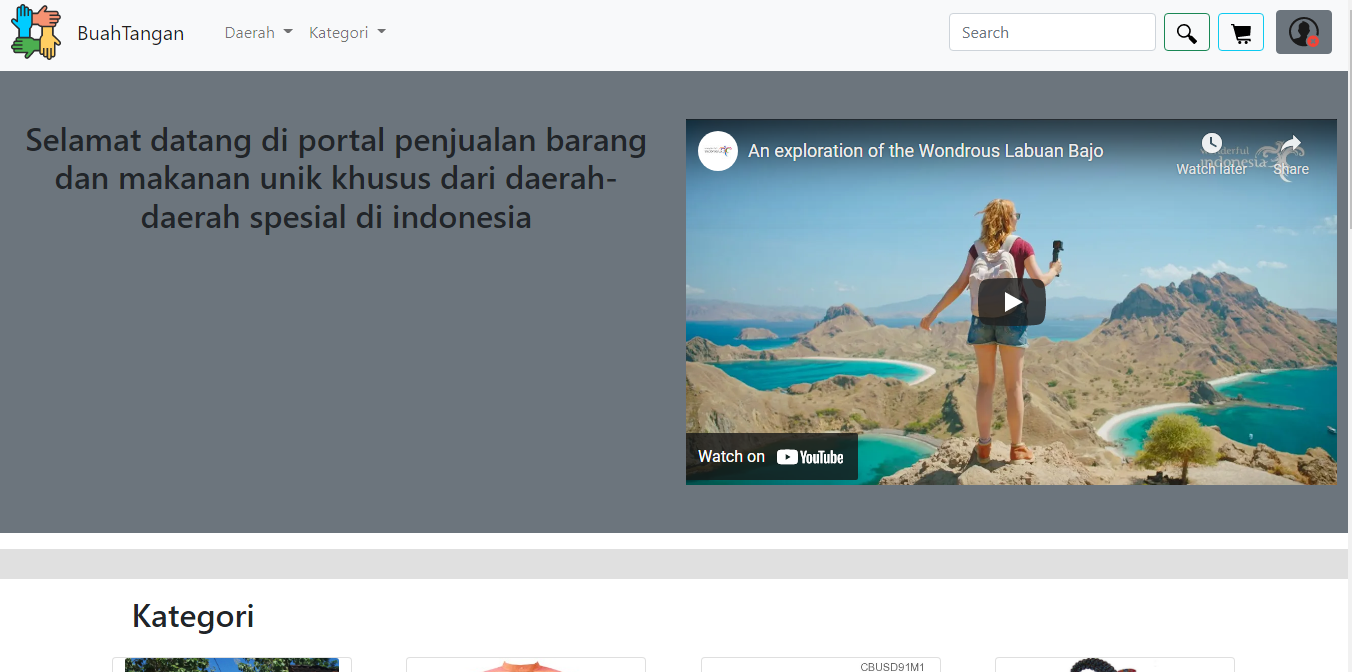 BuahTangan
Daerah
Kategori
Search
Selamat datang di portal penjualan barang
dan makanan unik khusus dari daerah-
daerah spesial di indonesia
An exploration of the Wondrous Labuan Bajo
Watch later
Share
indonesia
Watch on YouTube
Kategori
CBUSD91M1